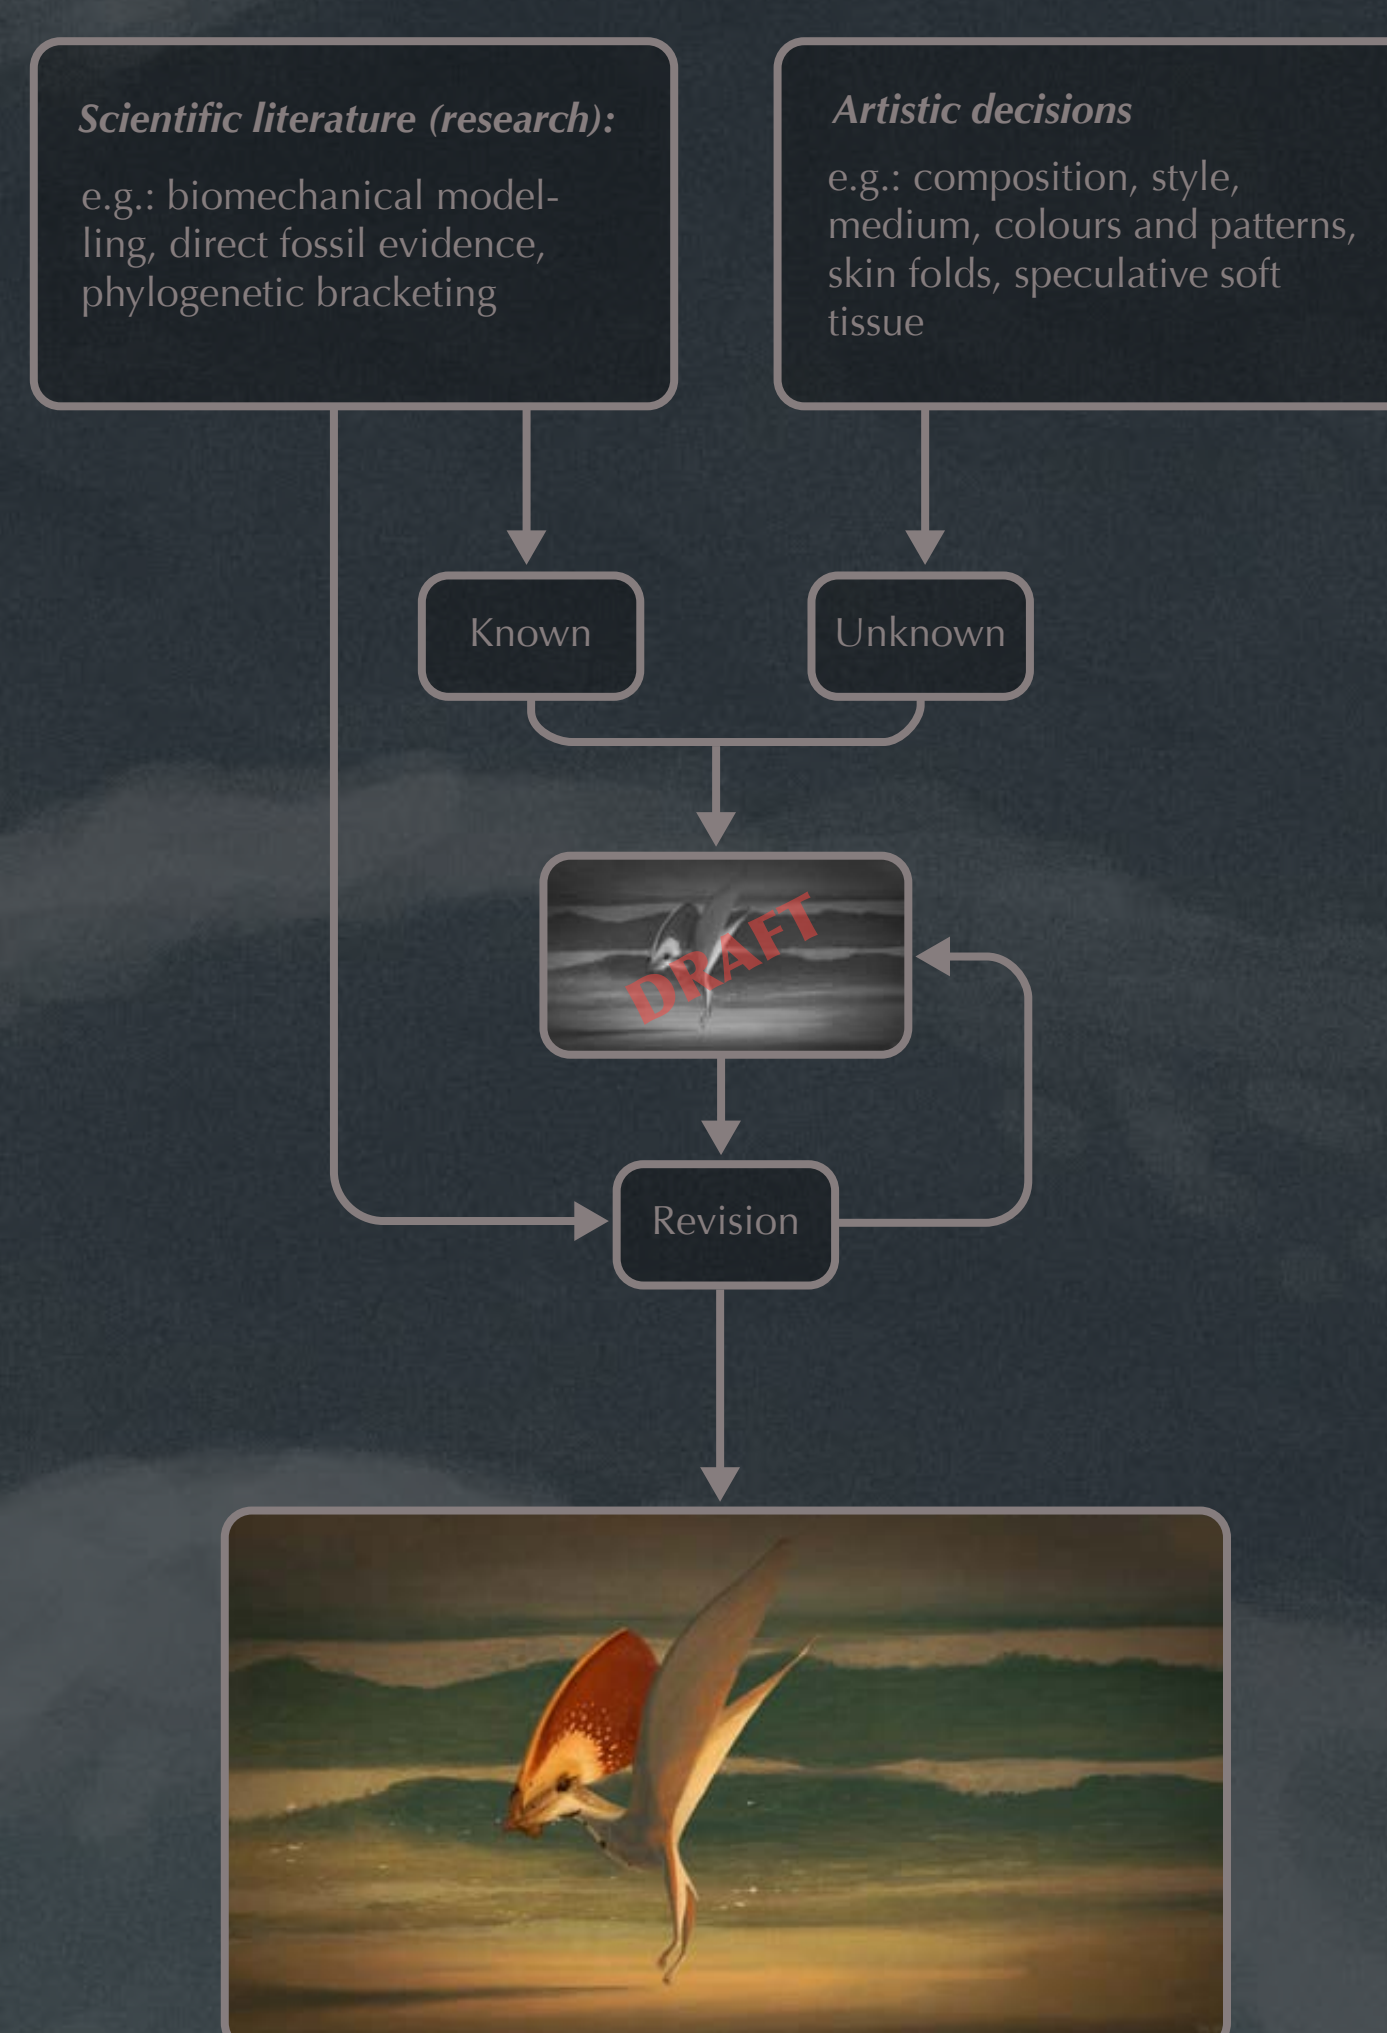 Scientific literature (research):
e.g.: biomechanical model-
ling, direct fossil evidence,
phylogenetic bracketing
Artistic decisions
e.g.: composition, style,
medium, colours and patterns,
skin folds, speculative soft
tissue
Known
Unknown
DRAFT
Revision